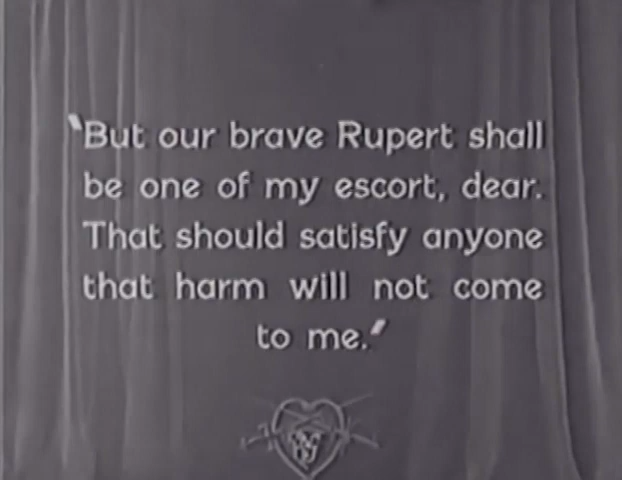 'But our brave Rupert shall
be one of my escort, dear.
That should satisfy anyone
that harm will not come
to me.'